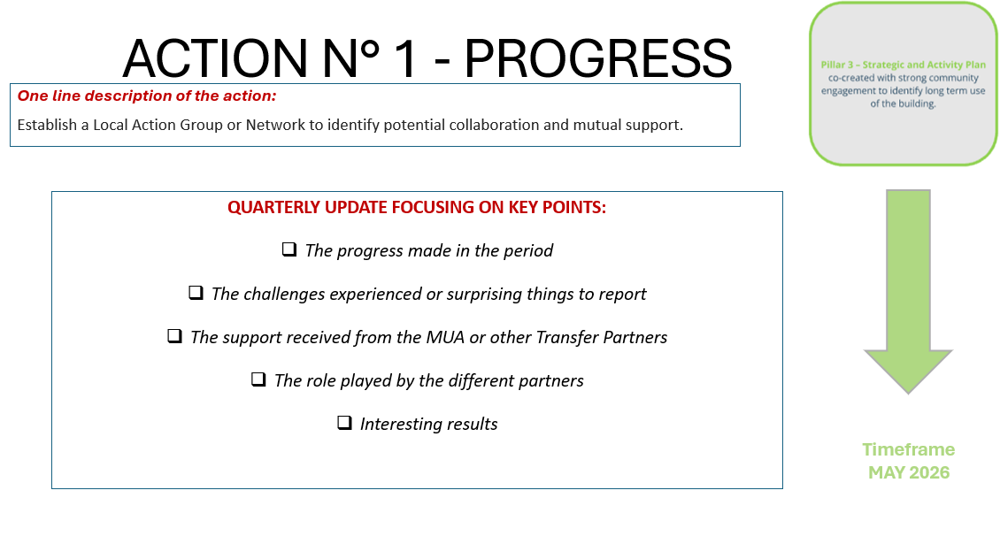 ACTION N° 1 - PROGRESS
One line description of the action:
Establish a Local Action Group or Network to identify potential collaboration and mutual support.
Pillar 3 – Strategic and Activity Plan
co-created with strong community
engagement to identify long term use
of the building.
QUARTERLY UPDATE FOCUSING ON KEY POINTS:
❑ The progress made in the period
❑ The challenges experienced or surprising things to report
❑ The support received from the MUA or other Transfer Partners
❑ The role played by the different partners
❑ Interesting results
Timeframe
MAY 2026